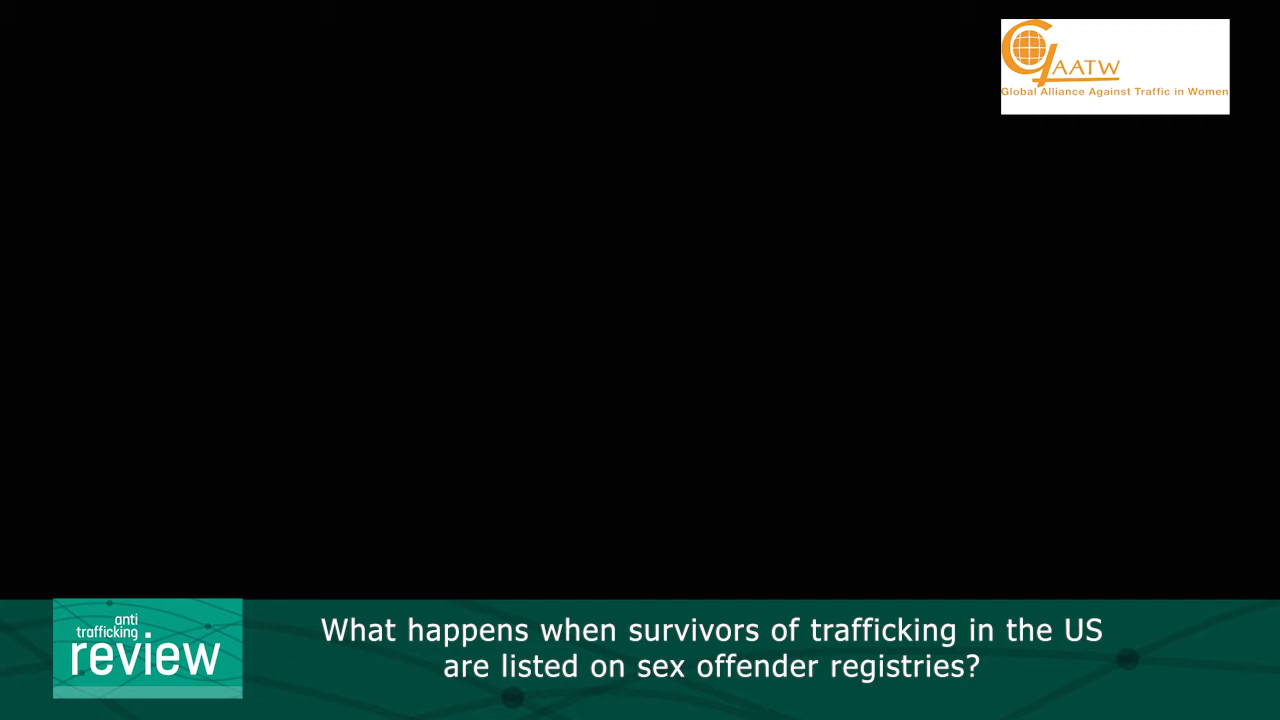 GAATW
Global Alliance Against Traffic in Women
anti
trafficking
review
What happens when survivors of trafficking in the US
are listed on sex offender registries?